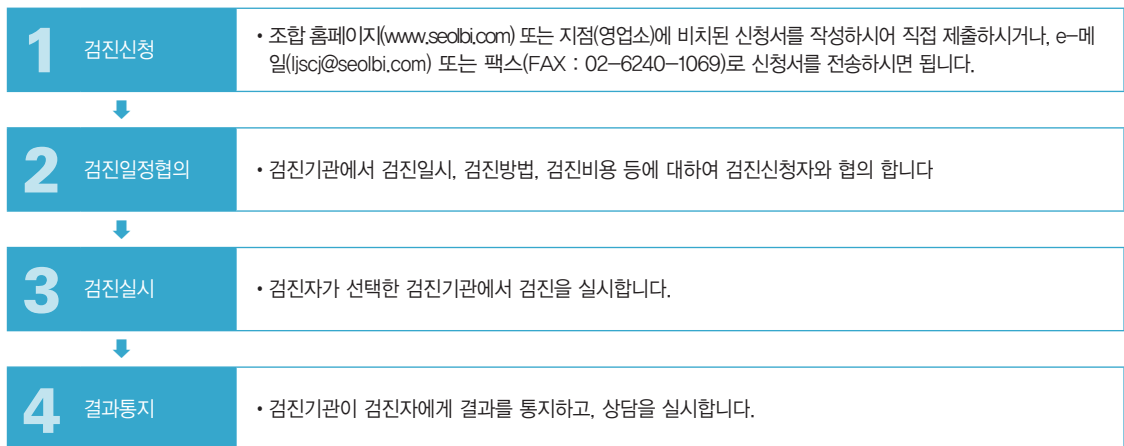 1 검진신청
• 조합 홈페이지(www.seolbi.com) 또는 지점(영업소)에 비치된 신청서를 작성하시어 직접 제출하시거나, e-메
일(ljscj@seolbi.com) 또는 팩스(FAX : 02-6240-1069)로 신청서를 전송하시면 됩니다.
2 검진일정협의
• 검진기관에서 검진일시, 검진방법, 검진비용 등에 대하여 검진신청자와 협의 합니다
3 검진실시
• 검진자가 선택한 검진기관에서 검진을 실시합니다.
4 결과통지
• 검진기관이 검진자에게 결과를 통지하고, 상담을 실시합니다.